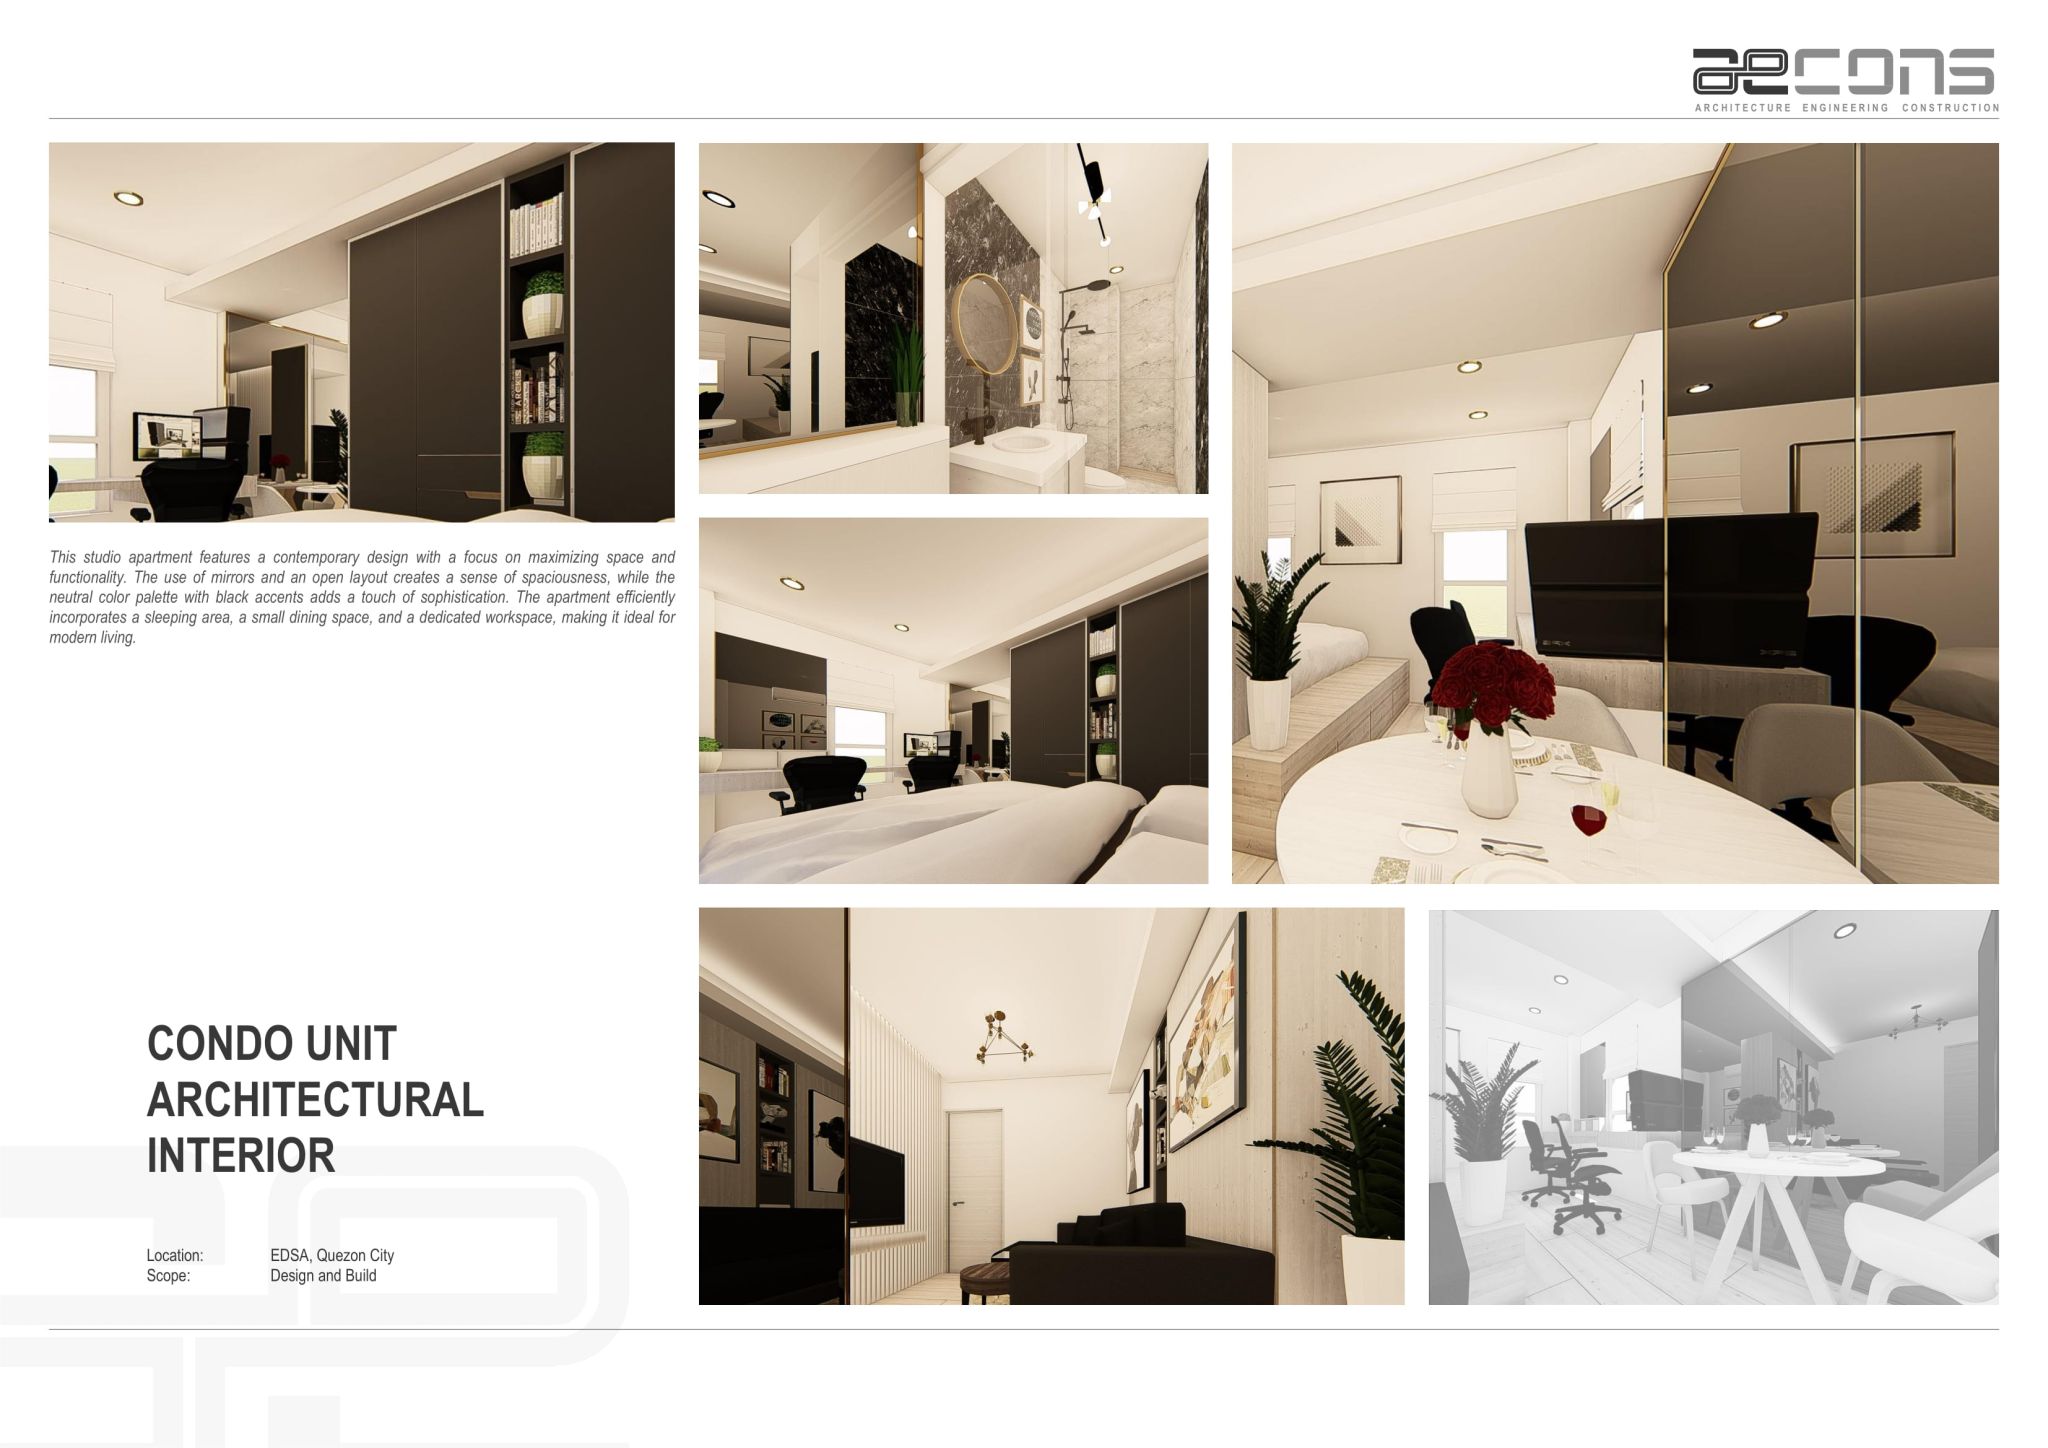 aecons
ARCHITECTURE ENGINEERING CONSTRUCTION
This studio apartment features a contemporary design with a focus on maximizing space and
functionality. The use of mirrors and an open layout creates a sense of spaciousness, while the
neutral color palette with black accents adds a touch of sophistication. The apartment efficiently
incorporates a sleeping area, a small dining space, and a dedicated workspace, making it ideal for
modern living.
CONDO UNIT
ARCHITECTURAL
INTERIOR
Location: EDSA, Quezon City
Scope: Design and Build